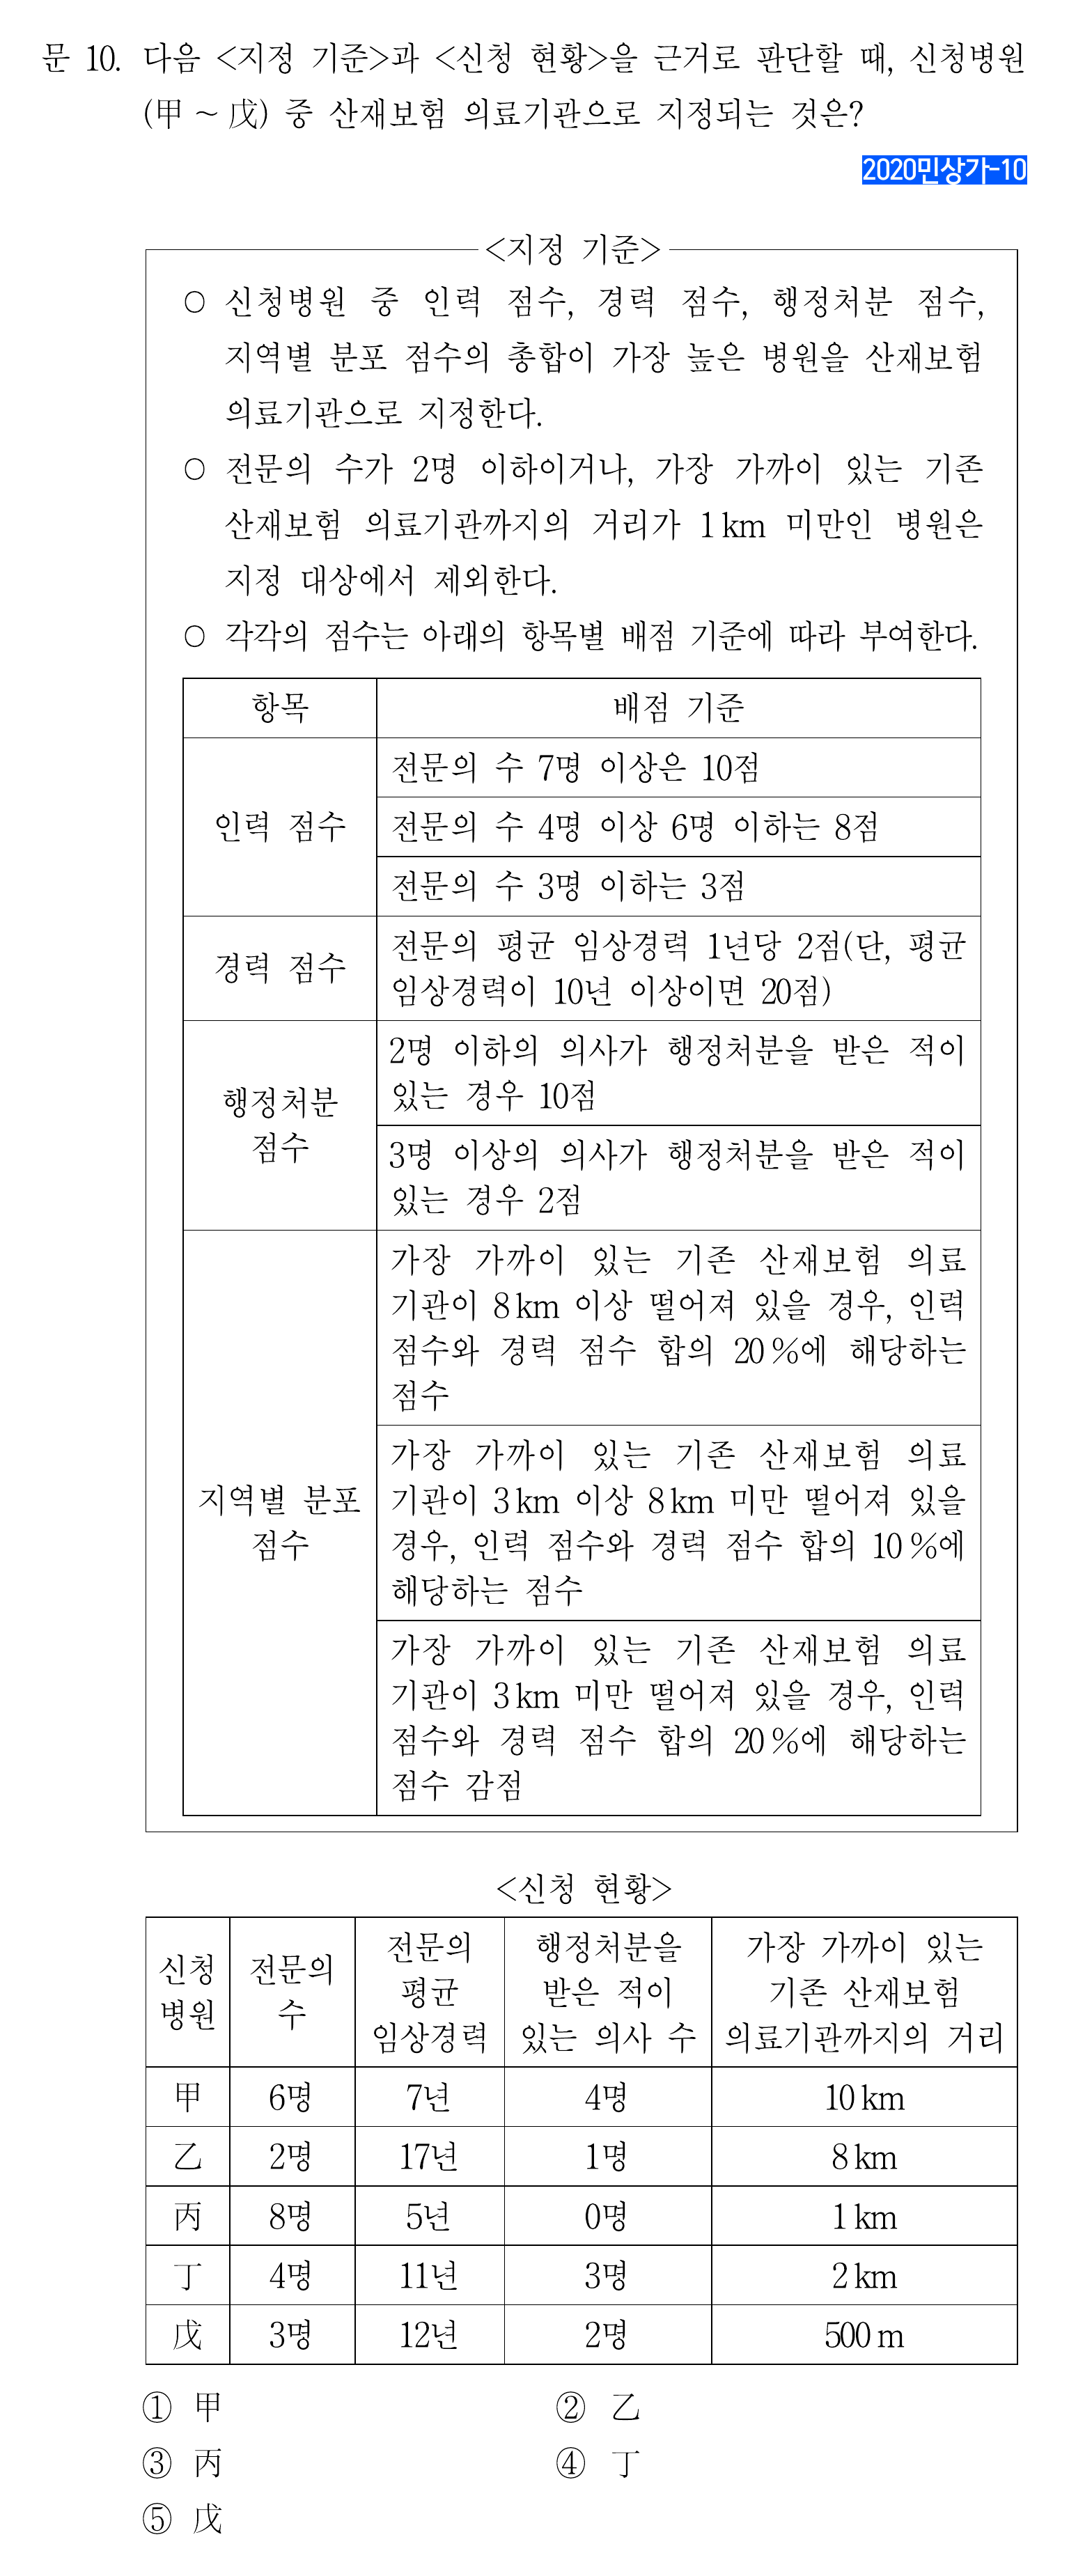 문 10. 다음 <지정 기준>과 <신청 현황>을 근거로 판단할 때, 신청병원
(甲 ~ 戊) 중 산재보험 의료기관으로 지정되는 것은?
2020민상가-10
<지정 기준>
○ 신청병원 중 인력 점수, 경력 점수, 행정처분 점수,
지역별 분포 점수의 총합이 가장 높은 병원을 산재보험
의료기관으로 지정한다.
○ 전문의 수가 2명 이하이거나, 가장 가까이 있는 기존
산재보험 의료기관까지의 거리가 1 km 미만인 병원은
지정 대상에서 제외한다.
○ 각각의 점수는 아래의 항목별 배점 기준에 따라 부여한다.
항목 배점 기준
인력 점수
전문의 수 7명 이상은 10점
전문의 수 4명 이상 6명 이하는 8점
전문의 수 3명 이하는 3점
경력 점수
전문의 평균 임상경력 1년당 2점(단, 평균
임상경력이 10년 이상이면 20점)
행정처분
점수
2명 이하의 의사가 행정처분을 받은 적이
있는 경우 10점
3명 이상의 의사가 행정처분을 받은 적이
있는 경우 2점
지역별 분포
점수
가장 가까이 있는 기존 산재보험 의료
기관이 8 km 이상 떨어져 있을 경우, 인력
점수와 경력 점수 합의 20 %에 해당하는
점수
가장 가까이 있는 기존 산재보험 의료
기관이 3 km 이상 8 km 미만 떨어져 있을
경우, 인력 점수와 경력 점수 합의 10 %에
해당하는 점수
가장 가까이 있는 기존 산재보험 의료
기관이 3 km 미만 떨어져 있을 경우, 인력
점수와 경력 점수 합의 20 %에 해당하는
점수 감점
<신청 현황>
신청
병원
전문의
수
전문의
평균
임상경력
행정처분을
받은 적이
있는 의사 수
가장 가까이 있는
기존 산재보험
의료기관까지의 거리
甲 6명 7년 4명 10 km
乙 2명 17년 1명 8 km
丙 8명 5년 0명 1 km
丁 4명 11년 3명 2 km
戊 3명 12년 2명 500 m
① 甲 ② 乙
③ 丙 ④ 丁
⑤ 戊